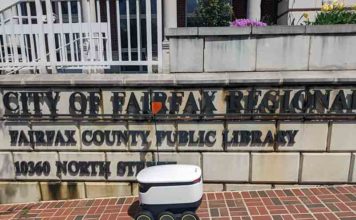 CITY OF FAIRFAX REGIONAL
FAIRFAX COUNTY PUBLIC LIBRARY
10360 NORTH